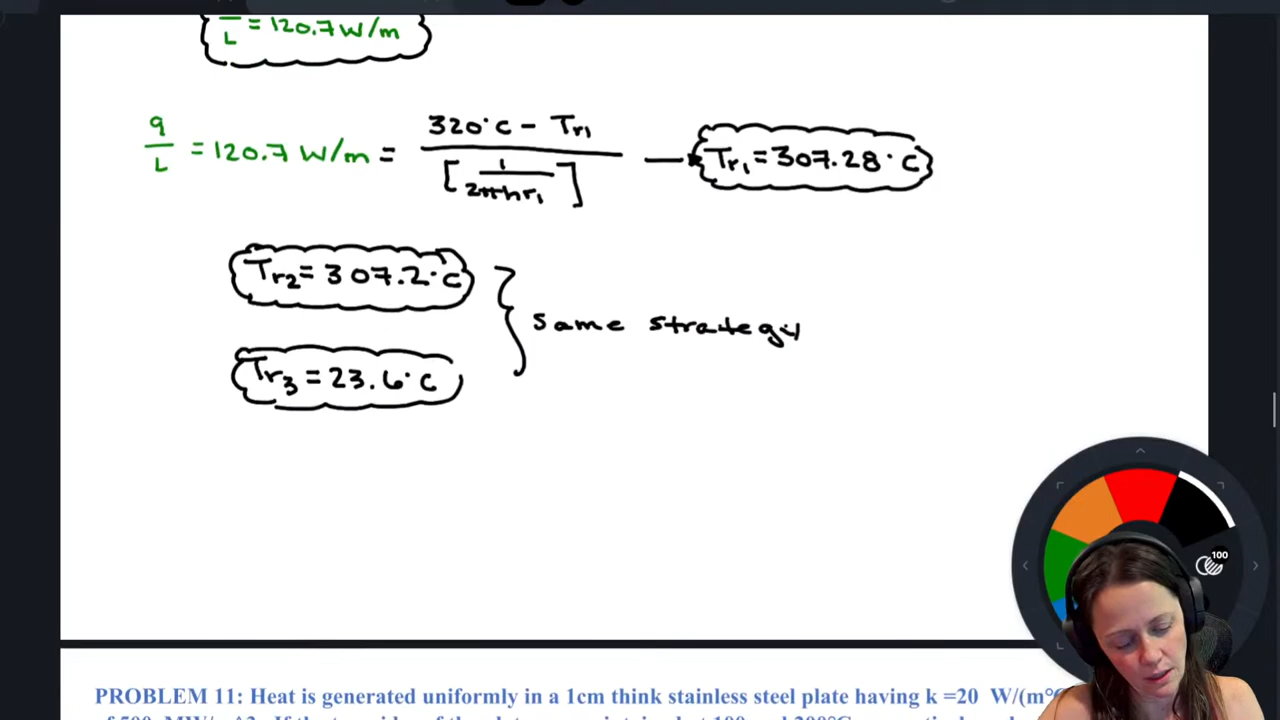 q/L = 120.7 W/m
q/L = 120.7 W/m = 320°C - Tr₁ / [1 / 2πhr₁] → Tr₁ = 307.28°C
Tr₂ = 307.2°C
Tr₃ = 23.6°C
} same strategy
100
PROBLEM 11: Heat is generated uniformly in a 1cm think stainless steel plate having k =20 W/(m°C